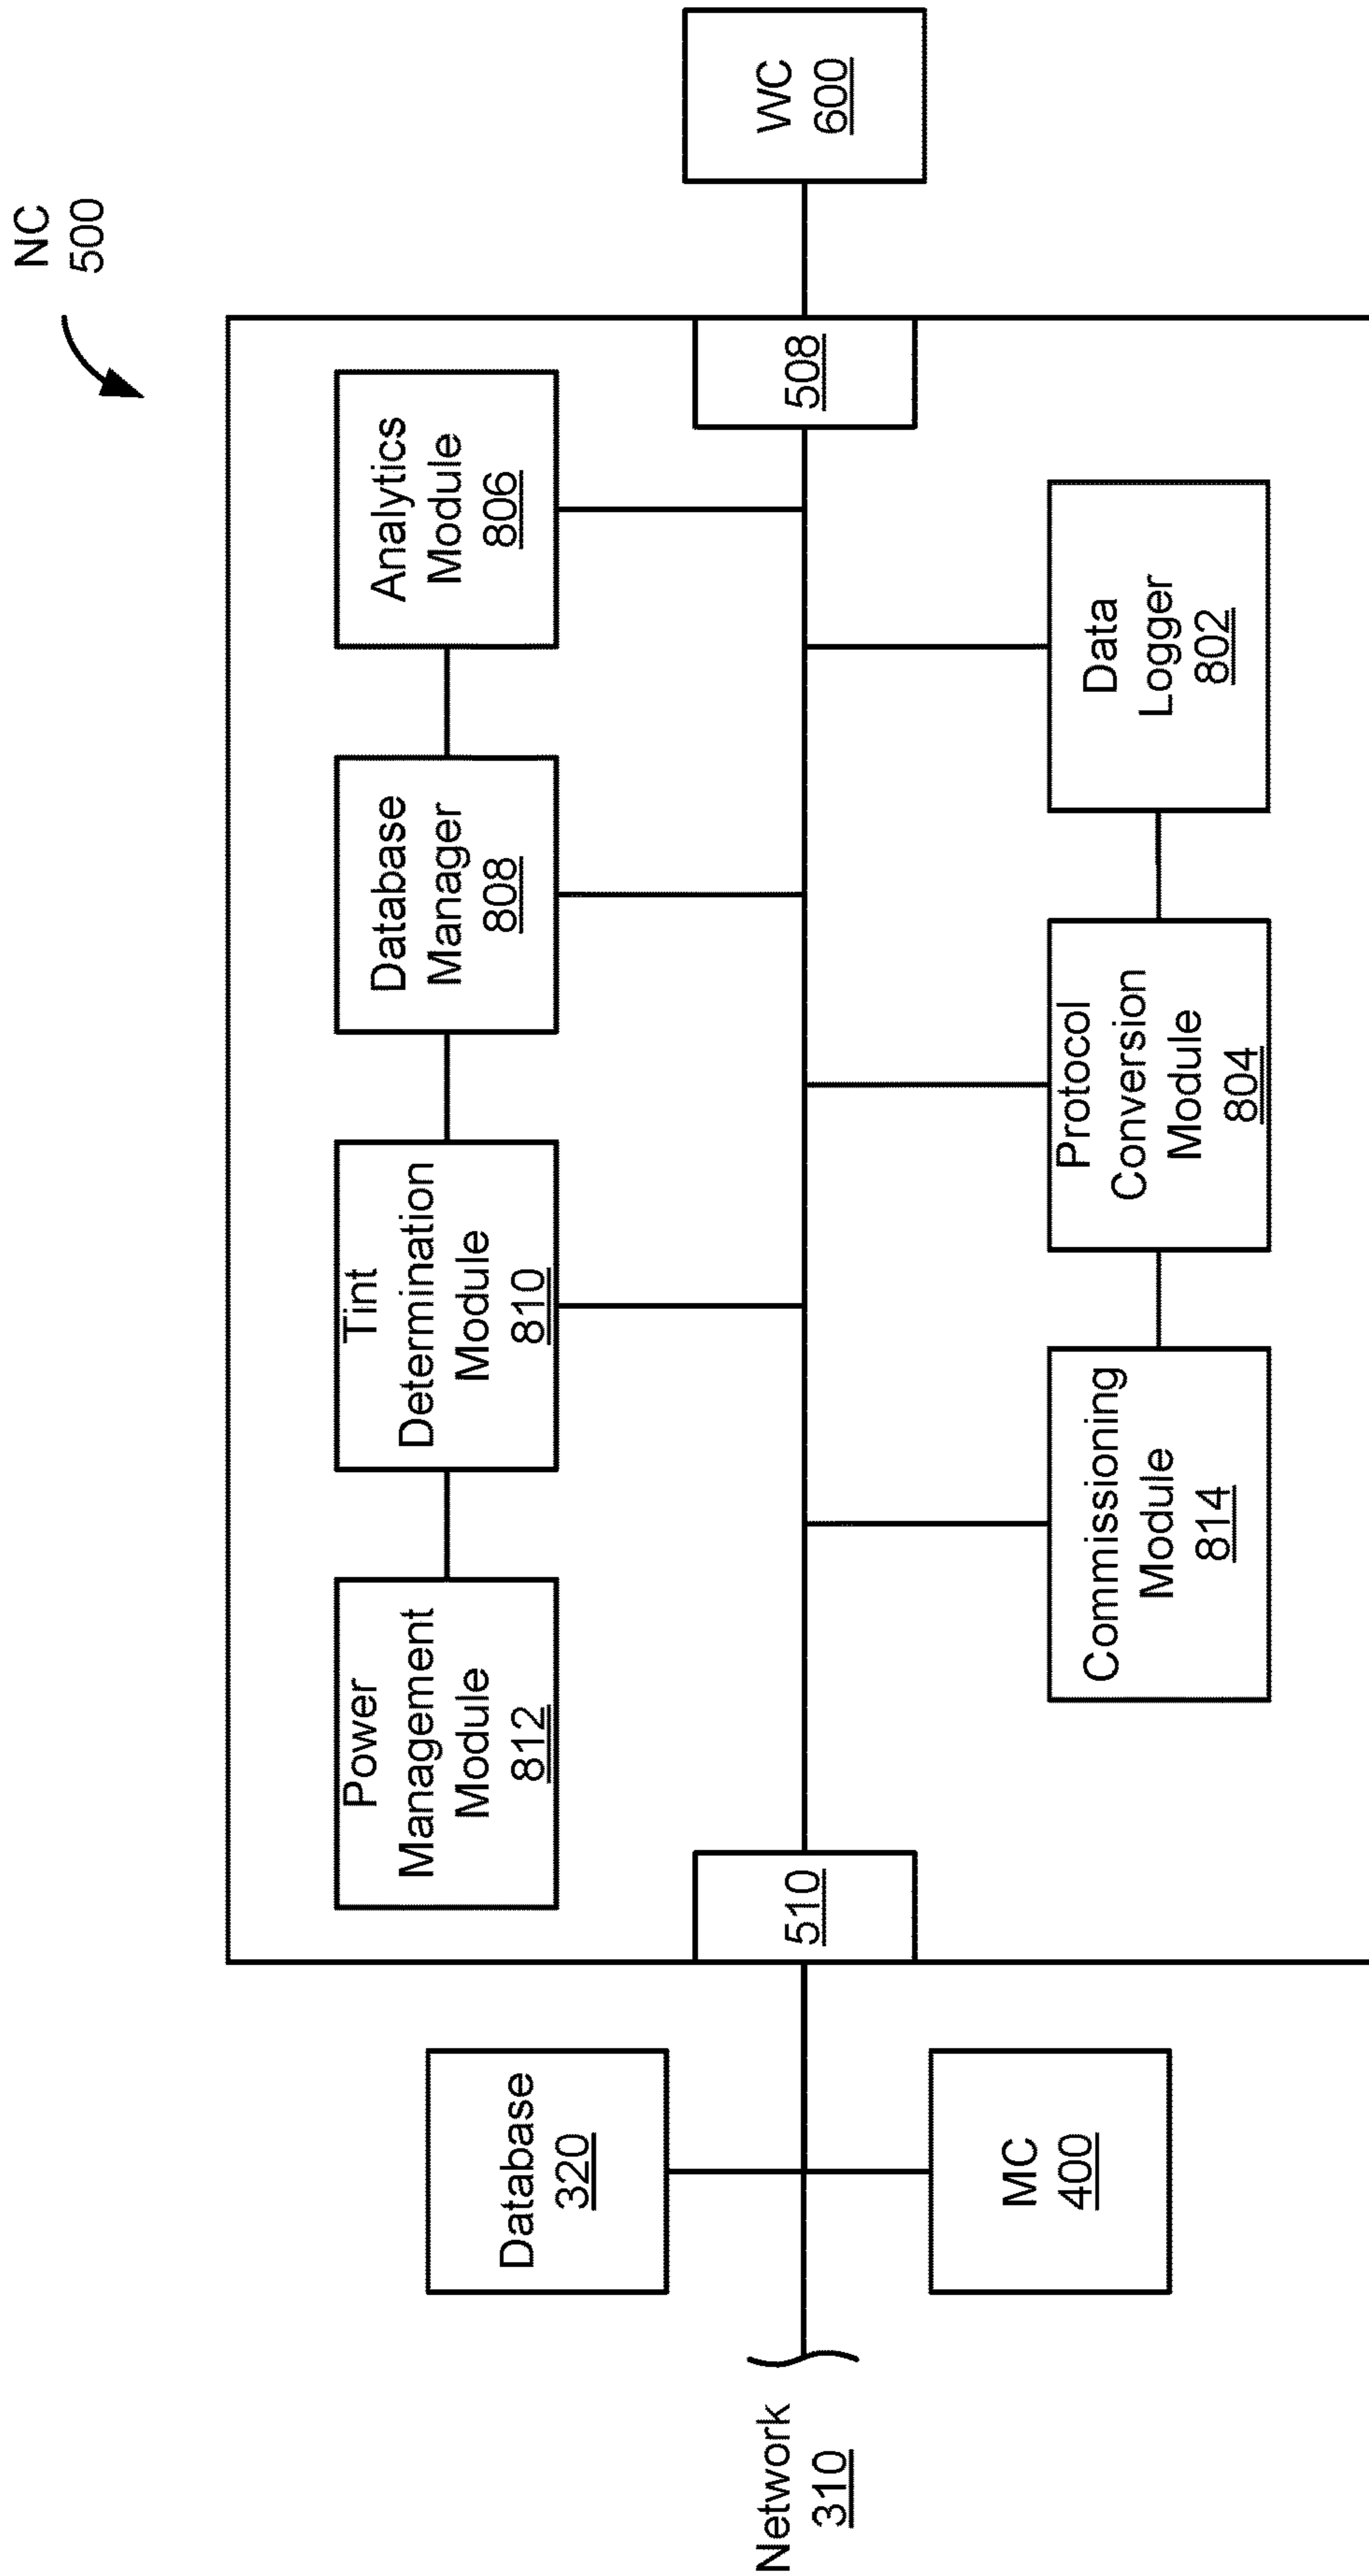 NC
500
Power
Management
Module
812
Tint
Determination
Module
810
Database
Manager
808
Analytics
Module
806
Database
320
Network
310
510
508
WC
600
MC
400
Commissioning
Module
814
Protocol
Conversion
Module
804
Data
Logger
802